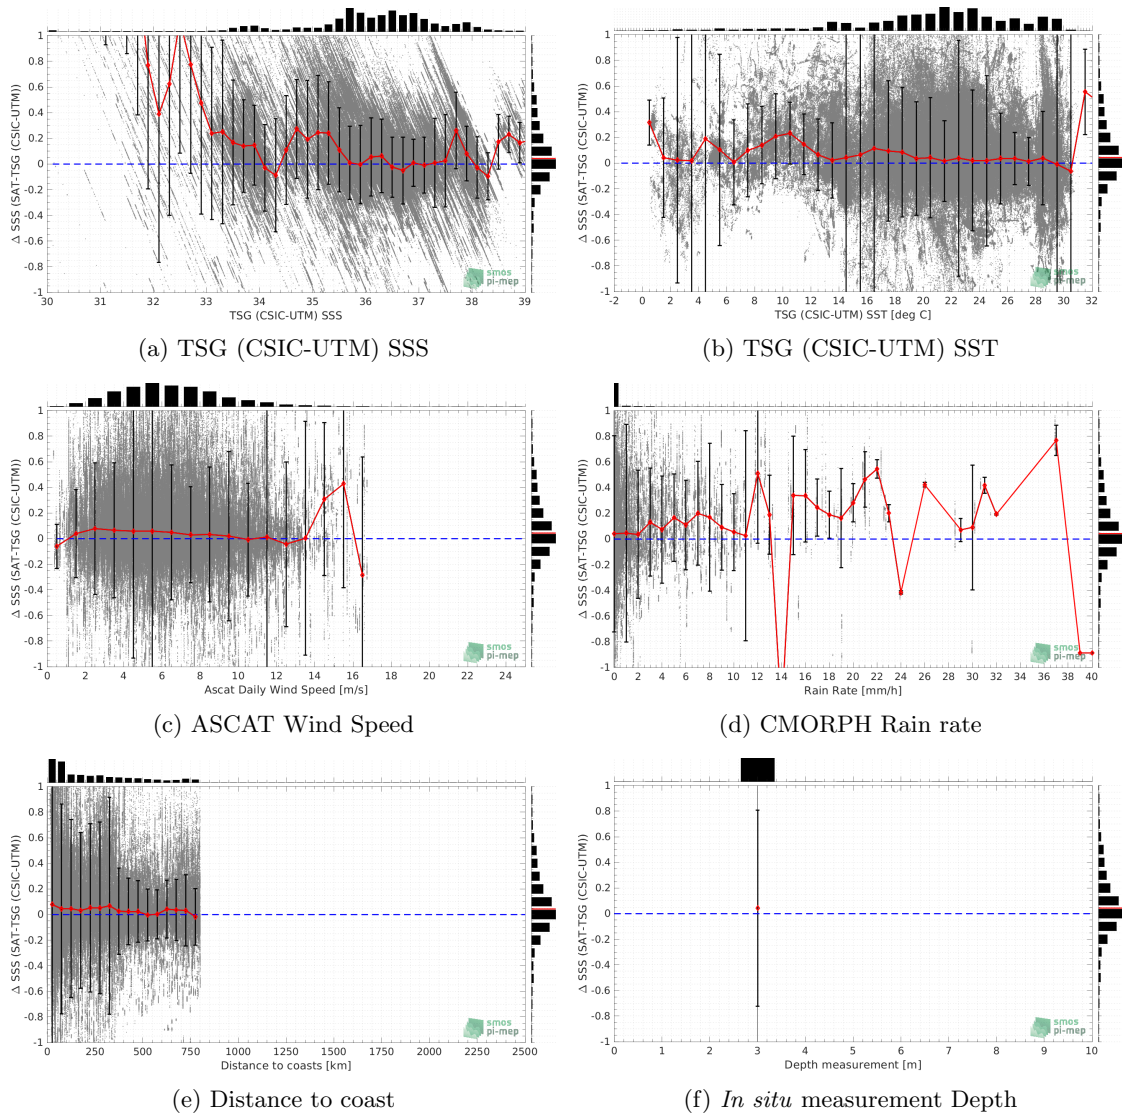 Δ SSS (SAT-TSG (CSIC-UTM))
1
0.8
0.6
0.4
0.2
0
-0.2
-0.4
-0.6
-0.8
-1
30 31 32 33 34 35 36 37 38 39
TSG (CSIC-UTM) SSS
smos
pi-mep
(a) TSG (CSIC-UTM) SSS
Δ SSS (SAT-TSG (CSIC-UTM))
1
0.8
0.6
0.4
0.2
0
-0.2
-0.4
-0.6
-0.8
-1
-2 0 2 4 6 8 10 12 14 16 18 20 22 24 26 28 30 32
TSG (CSIC-UTM) SST [deg C]
smos
pi-mep
(b) TSG (CSIC-UTM) SST
Δ SSS (SAT-TSG (CSIC-UTM))
1
0.8
0.6
0.4
0.2
0
-0.2
-0.4
-0.6
-0.8
-1
0 2 4 6 8 10 12 14 16 18 20 22 24
Ascat Daily Wind Speed [m/s]
smos
pi-mep
(c) ASCAT Wind Speed
Δ SSS (SAT-TSG (CSIC-UTM))
1
0.8
0.6
0.4
0.2
0
-0.2
-0.4
-0.6
-0.8
-1
0 2 4 6 8 10 12 14 16 18 20 22 24 26 28 30 32 34 36 38 40
Rain Rate [mm/h]
smos
pi-mep
(d) CMORPH Rain rate
Δ SSS (SAT-TSG (CSIC-UTM))
1
0.8
0.6
0.4
0.2
0
-0.2
-0.4
-0.6
-0.8
-1
0 250 500 750 1000 1250 1500 1750 2000 2250 2500
Distance to coasts [km]
smos
pi-mep
(e) Distance to coast
Δ SSS (SAT-TSG (CSIC-UTM))
1
0.8
0.6
0.4
0.2
0
-0.2
-0.4
-0.6
-0.8
-1
0 1 2 3 4 5 6 7 8 9 10
Depth measurement [m]
smos
pi-mep
(f) In situ measurement Depth